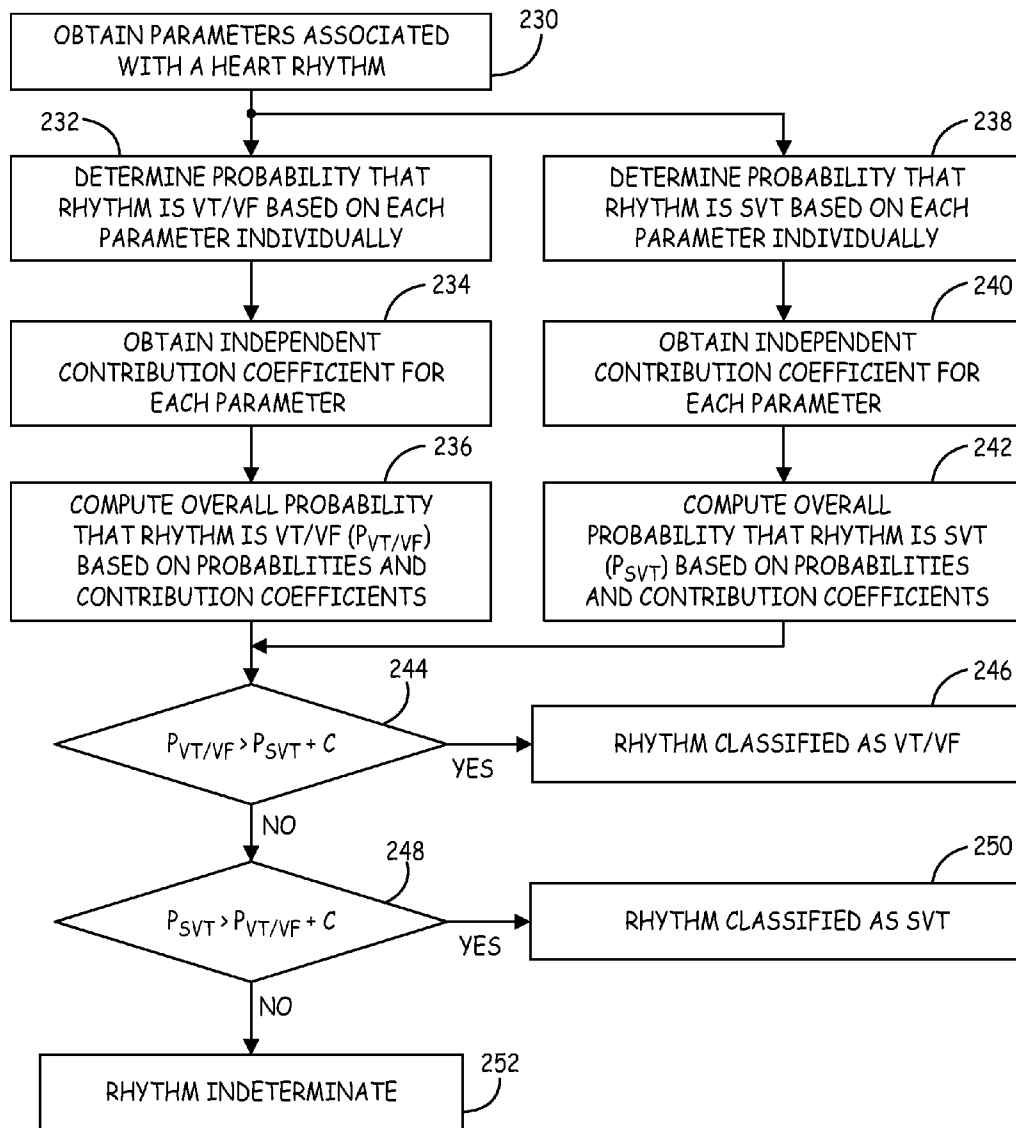 OBTAIN PARAMETERS ASSOCIATED
WITH A HEART RHYTHM
230
232
DETERMINE PROBABILITY THAT
RHYTHM IS VT/VF BASED ON EACH
PARAMETER INDIVIDUALLY
238
DETERMINE PROBABILITY THAT
RHYTHM IS SVT BASED ON EACH
PARAMETER INDIVIDUALLY
234
OBTAIN INDEPENDENT
CONTRIBUTION COEFFICIENT FOR
EACH PARAMETER
240
OBTAIN INDEPENDENT
CONTRIBUTION COEFFICIENT FOR
EACH PARAMETER
236
COMPUTE OVERALL PROBABILITY
THAT RHYTHM IS VT/VF (PVT/VF)
BASED ON PROBABILITIES AND
CONTRIBUTION COEFFICIENTS
242
COMPUTE OVERALL
PROBABILITY THAT RHYTHM IS SVT
(PSVT) BASED ON PROBABILITIES
AND CONTRIBUTION COEFFICIENTS
244
PVT/VF > PSVT + C
YES
246
RHYTHM CLASSIFIED AS VT/VF
NO
248
PSVT > PVT/VF + C
YES
250
RHYTHM CLASSIFIED AS SVT
NO
252
RHYTHM INDETERMINATE